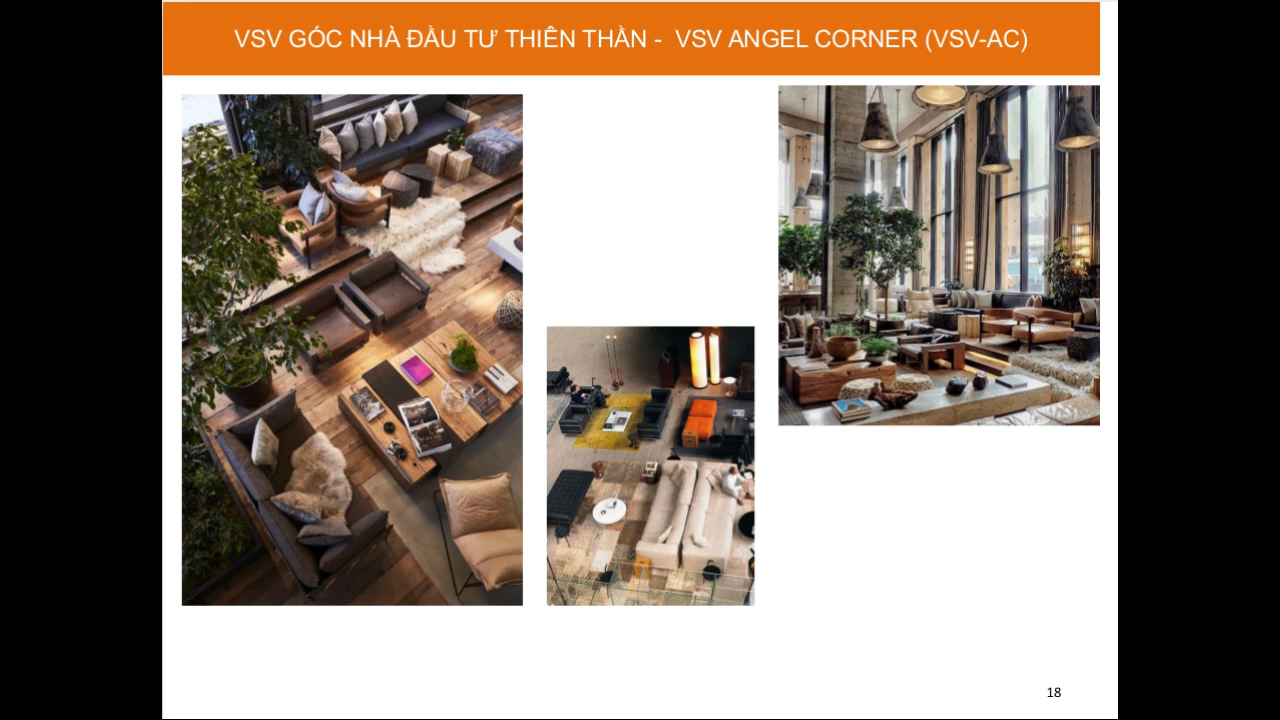 VSV GÓC NHÀ ĐẦU TƯ THIÊN THẦN -  VSV ANGEL CORNER (VSV-AC)
18